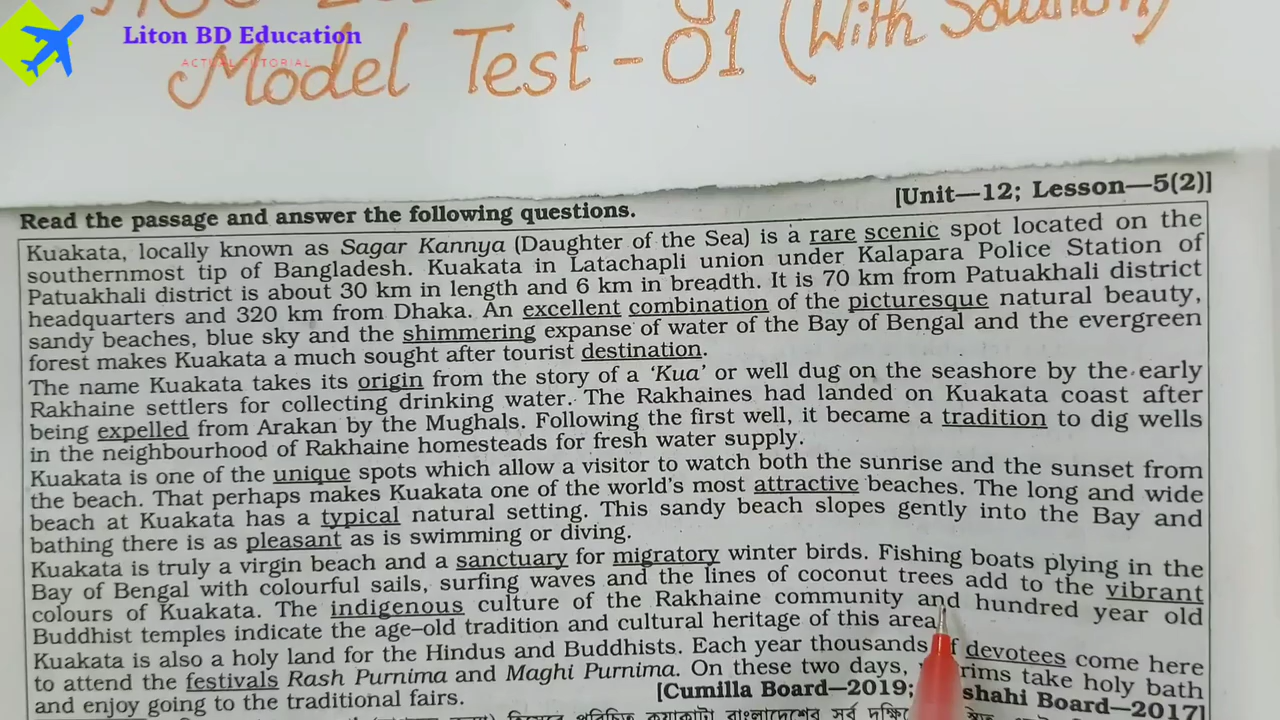 Liton BD Education
ACTUAL TUTORIAL
Model Test - 01 (With Solution)
[Unit—12; Lesson—5(2)]
Read the passage and answer the following questions.
Kuakata, locally known as Sagar Kannya (Daughter of the Sea) is a rare scenic spot located on the
southernmost tip of Bangladesh. Kuakata in Latachapli union under Kalapara Police Station of
Patuakhali district is about 30 km in length and 6 km in breadth. It is 70 km from Patuakhali district
headquarters and 320 km from Dhaka. An excellent combination of the picturesque natural beauty,
sandy beaches, blue sky and the shimmering expanse of water of the Bay of Bengal and the evergreen
forest makes Kuakata a much sought after tourist destination.
The name Kuakata takes its origin from the story of a ‘Kua’ or well dug on the seashore by the early
Rakhaine settlers for collecting drinking water. The Rakhaines had landed on Kuakata coast after
being expelled from Arakan by the Mughals. Following the first well, it became a tradition to dig wells
in the neighbourhood of Rakhaine homesteads for fresh water supply.
Kuakata is one of the unique spots which allow a visitor to watch both the sunrise and the sunset from
the beach. That perhaps makes Kuakata one of the world's most attractive beaches. The long and wide
beach at Kuakata has a typical natural setting. This sandy beach slopes gently into the Bay and
bathing there is as pleasant as is swimming or diving.
Kuakata is truly a virgin beach and a sanctuary for migratory winter birds. Fishing boats plying in the
Bay of Bengal with colourful sails, surfing waves and the lines of coconut trees add to the vibrant
colours of Kuakata. The indigenous culture of the Rakhaine community and hundred year old
Buddhist temples indicate the age-old tradition and cultural heritage of this area.
Kuakata is also a holy land for the Hindus and Buddhists. Each year thousands of devotees come here
to attend the festivals Rash Purnima and Maghi Purnima. On these two days, rims take holy bath
and enjoy going to the traditional fairs.
[Cumilla Board—2019; shahi Board—2017]